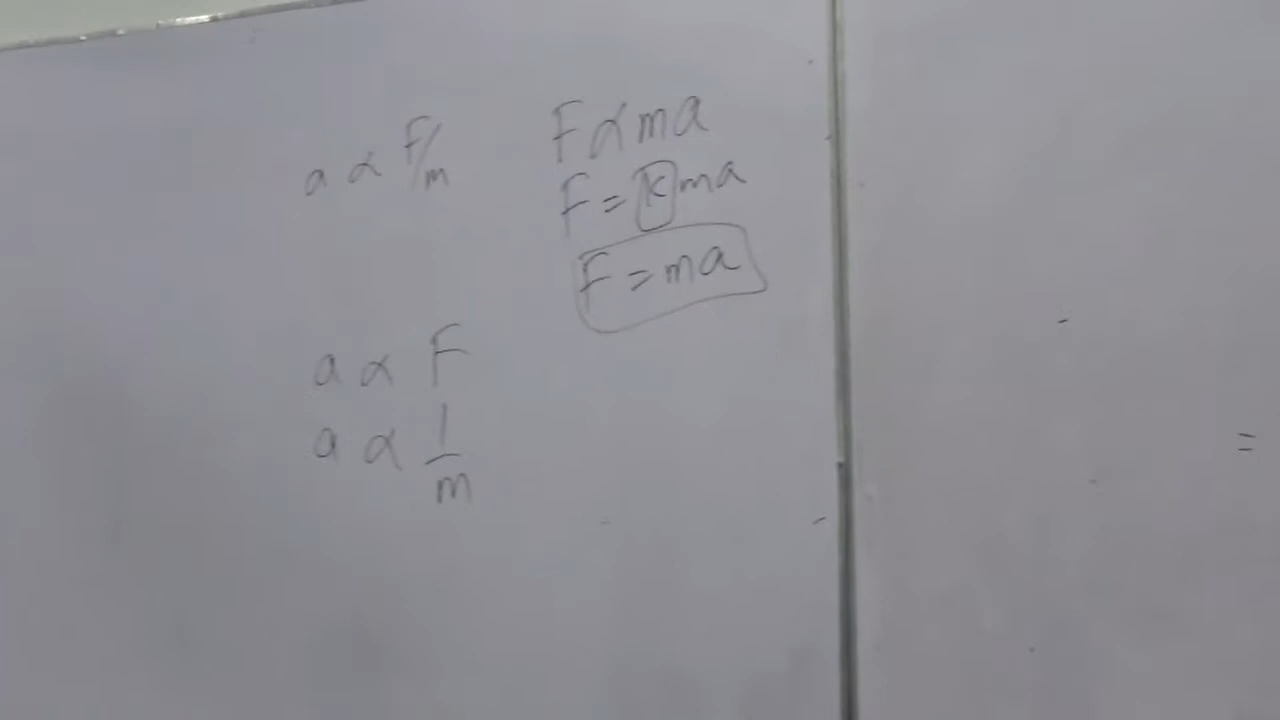 a ∝ F/m
F ∝ ma
F = k ma
F = ma
a ∝ F
a ∝ 1/m
=